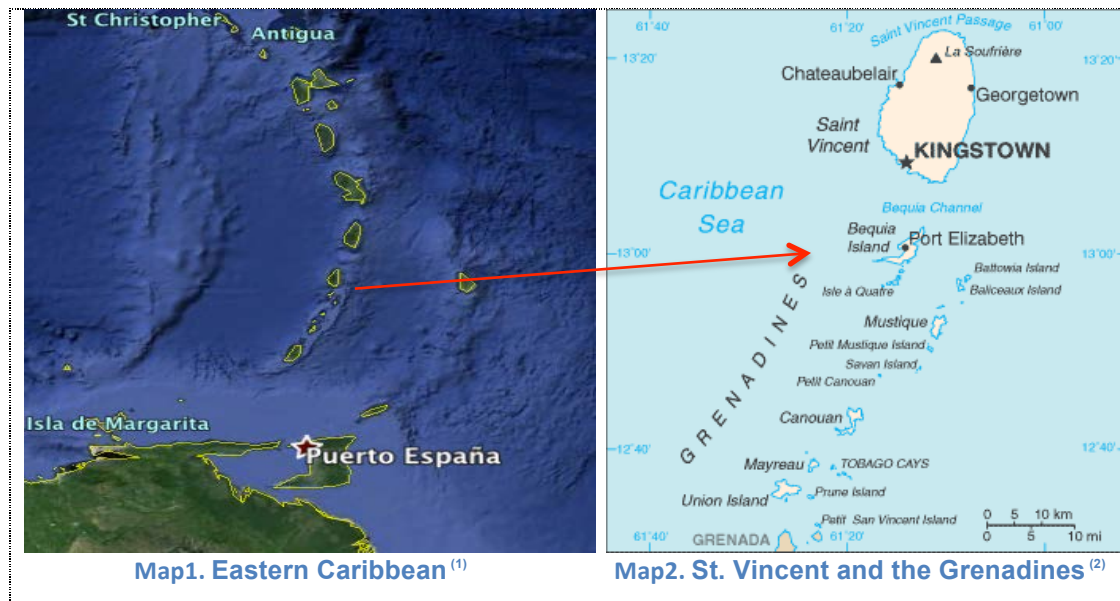 St Christopher
Antigua
Isla de Margarita
Puerto España
Map1. Eastern Caribbean (1)
61˚40'
61˚20'
61˚00'
Saint Vincent Passage
La Soufrière
13˚20'
13˚20'
Chateaubelair
Georgetown
Saint
Vincent
KINGSTOWN
Caribbean
Sea
Bequia Channel
Bequia
Island
Port Elizabeth
13˚00'
13˚00'
Battowia Island
Baliceaux Island
Isle à Quatre
Mustique
Petit Mustique Island
Savan Island
Petit Canouan
GRENADINES
Canouan
12˚40'
12˚40'
Mayreau
TOBAGO CAYS
Union Island
Prune Island
Petit San Vincent Island
GRENADA
0 5 10 km
0 5 10 mi
61˚40'
61˚20'
61˚00'
Map2. St. Vincent and the Grenadines (2)